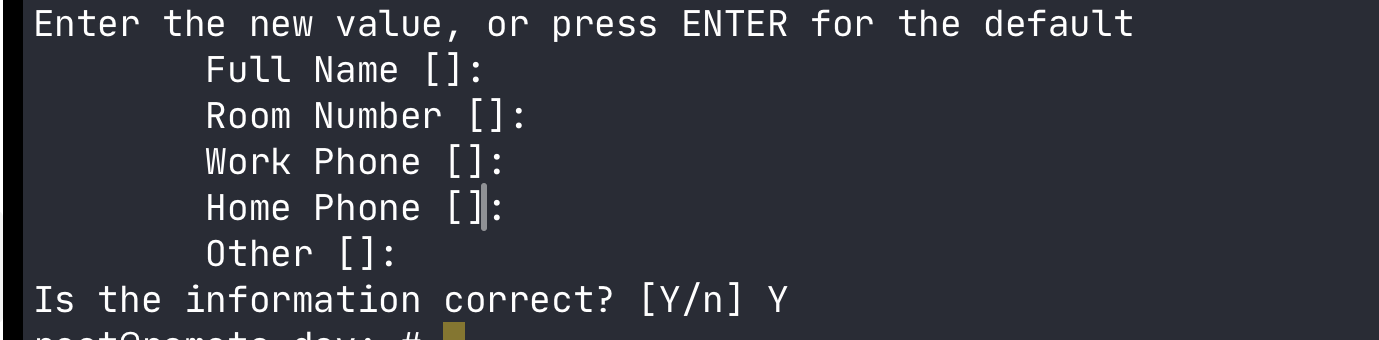 Enter the new value, or press ENTER for the default
Full Name []:
Room Number []:
Work Phone []:
Home Phone []:
Other []:
Is the information correct? [Y/n] Y